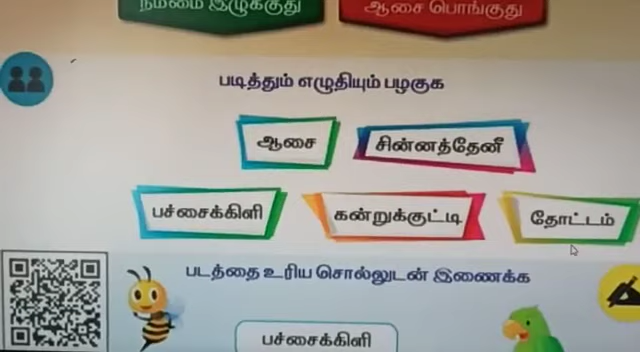 நம்மை இழுக்குது
ஆசை பொங்குது
படித்தும் எழுதியும் பழகுக
ஆசை
சின்னத்தேனீ
பச்சைக்கிளி
கன்றுக்குட்டி
தோட்டம்
படத்தை உரிய சொல்லுடன் இணைக்க
பச்சைக்கிளி